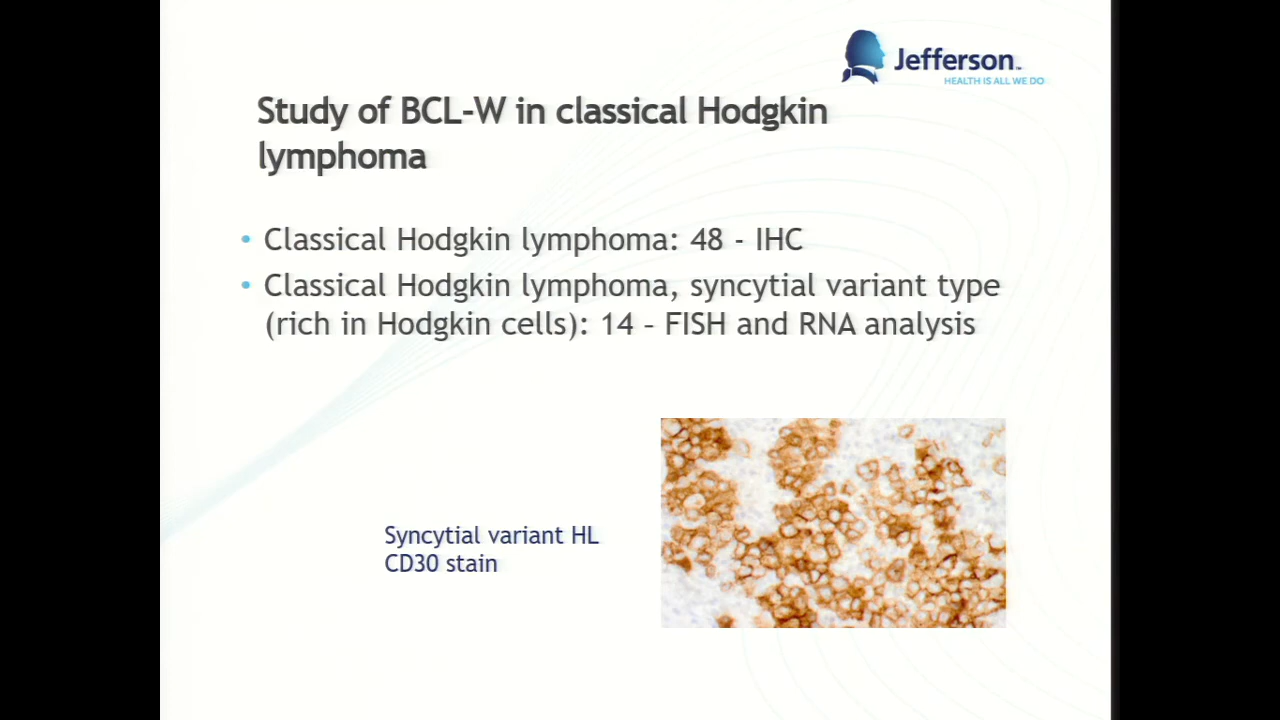 Jefferson™
HEALTH IS ALL WE DO
Study of BCL-W in classical Hodgkin
lymphoma
• Classical Hodgkin lymphoma: 48 - IHC
• Classical Hodgkin lymphoma, syncytial variant type
(rich in Hodgkin cells): 14 – FISH and RNA analysis
Syncytial variant HL
CD30 stain